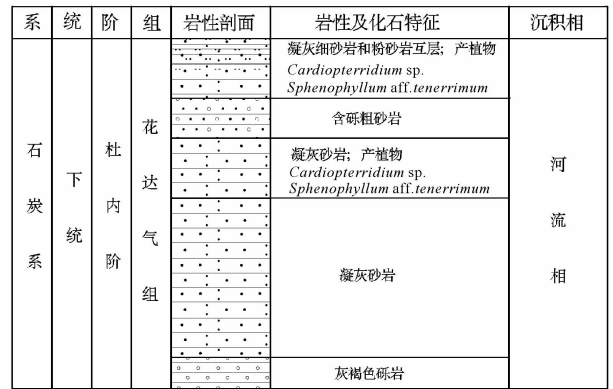 系 统 阶 组 岩性剖面 岩性及化石特征 沉积相
石炭系
下统
杜内阶
花达气组
凝灰细砂岩和粉砂岩互层；产植物
Cardiopterridium sp.
Sphenophyllum aff.tenerrimum
含砾粗砂岩
凝灰砂岩；产植物
Cardiopterridium sp.
Sphenophyllum aff.tenerrimum
凝灰砂岩
灰褐色砾岩
河流相